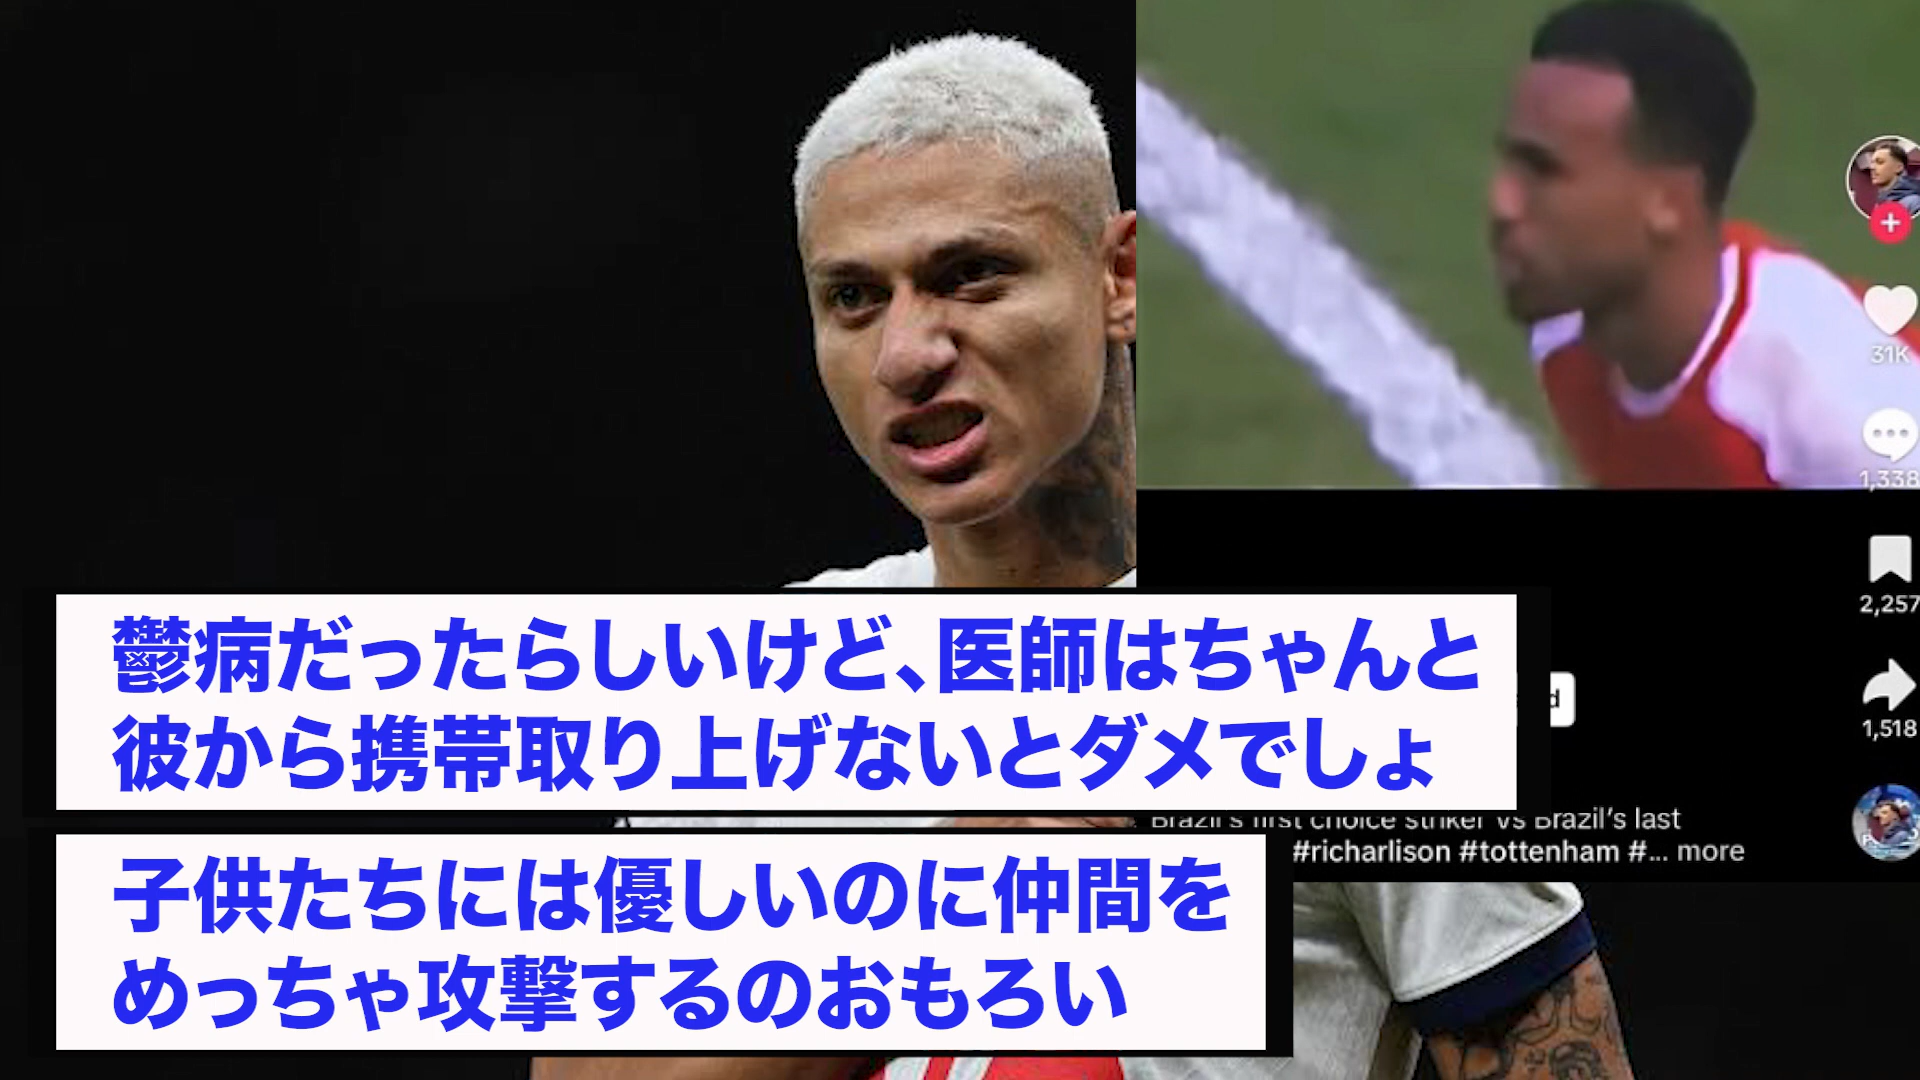 鬱病だったらしいけど、医師はちゃんと
彼から携帯取り上げないとダメでしょ
子供たちには優しいのに仲間を
めっちゃ攻撃するのおもろい
31K
1,338
2,257
1,518
Brazil's first choice striker vs Brazil's last
#richarlison #tottenham #... more